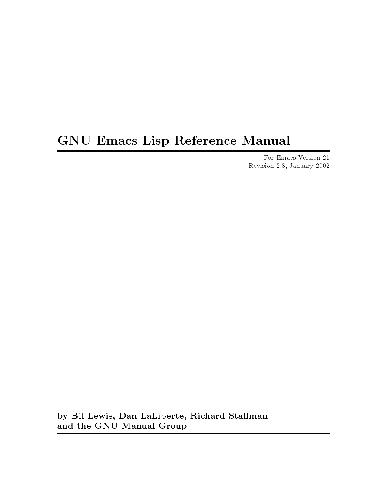 GNU Emacs Lisp Reference Manual
For Emacs Version 21
Revision 2.8, January 2002
by Bil Lewis, Dan LaLiberte, Richard Stallman
and the GNU Manual Group